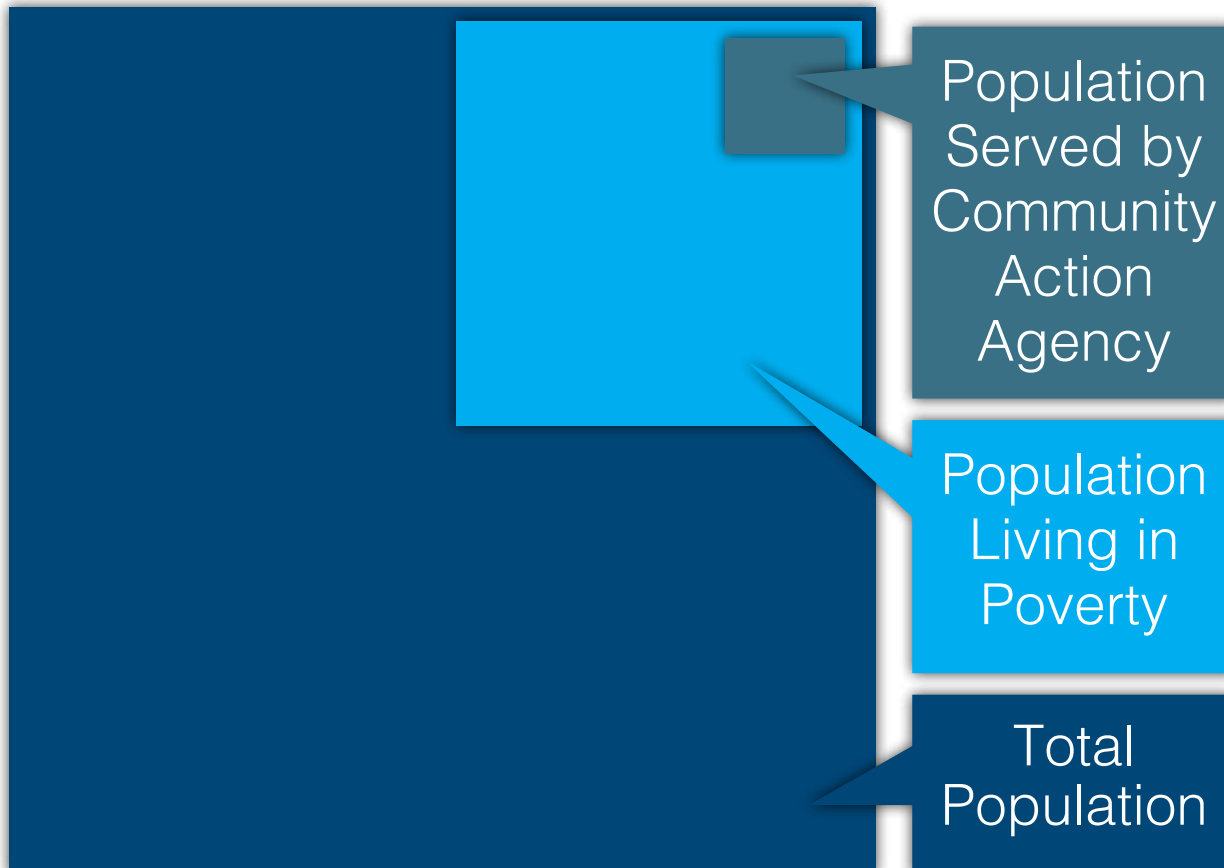 Population
Served by
Community
Action
Agency
Population
Living in
Poverty
Total
Population